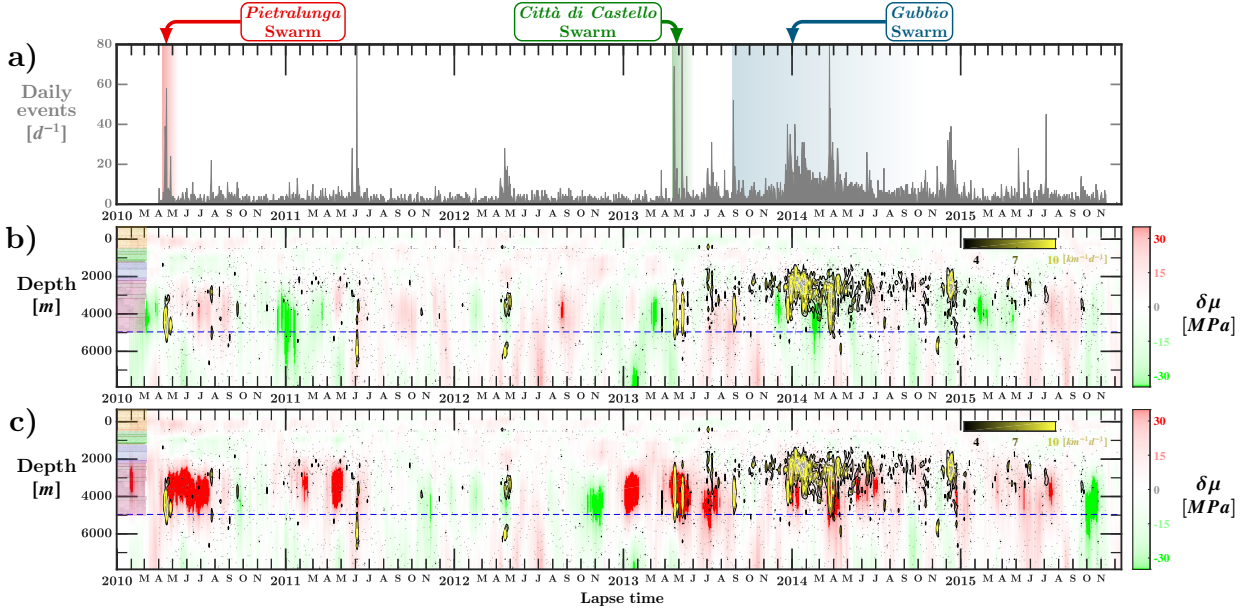 Pietralunga
Swarm
Città di Castello
Swarm
Gubbio
Swarm
a)
Daily
events
[d⁻¹]
80
60
40
20
0
2010 M A M J J A S O N 2011 M A M J J A S O N 2012 M A M J J A S O N 2013 M A M J J A S O N 2014 M A M J J A S O N 2015 M A M J J A S O N
b)
Depth
[m]
0
2000
4000
6000
4 7 10 [km⁻¹d⁻¹]
30
15
0
-15
-30
δμ
[MPa]
2010 M A M J J A S O N 2011 M A M J J A S O N 2012 M A M J J A S O N 2013 M A M J J A S O N 2014 M A M J J A S O N 2015 M A M J J A S O N
c)
Depth
[m]
0
2000
4000
6000
4 7 10 [km⁻¹d⁻¹]
30
15
0
-15
-30
δμ
[MPa]
2010 M A M J J A S O N 2011 M A M J J A S O N 2012 M A M J J A S O N 2013 M A M J J A S O N 2014 M A M J J A S O N 2015 M A M J J A S O N
Lapse time